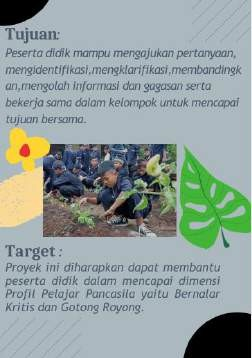 Tujuan:
Peserta didik mampu mengajukan pertanyaan,
mengidentifikasi,mengklarifikasi,membandingk
an,mengolah informasi dan gagasan serta
bekerja sama dalam kelompok untuk mencapai
tujuan bersama.
Target :
Proyek ini diharapkan dapat membantu
peserta didik dalam mencapai dimensi
Profil Pelajar Pancasila yaitu Bernalar
Kritis dan Gotong Royong.